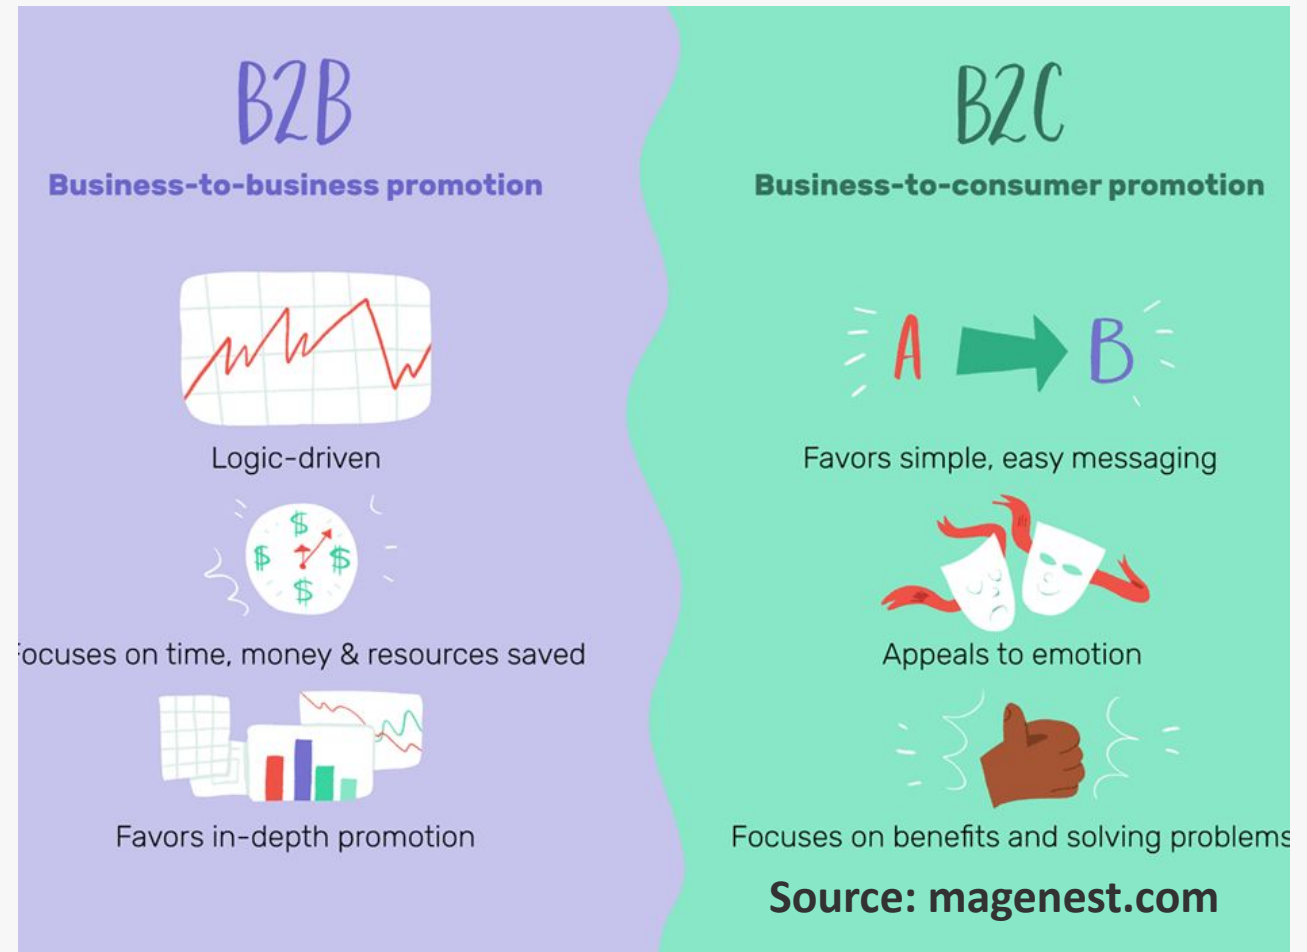 B2B
Business-to-business promotion
Logic-driven
$
$ $
$
ocuses on time, money & resources saved
Favors in-depth promotion
B2C
Business-to-consumer promotion
A B
Favors simple, easy messaging
Appeals to emotion
Focuses on benefits and solving problems
Source: magenest.com